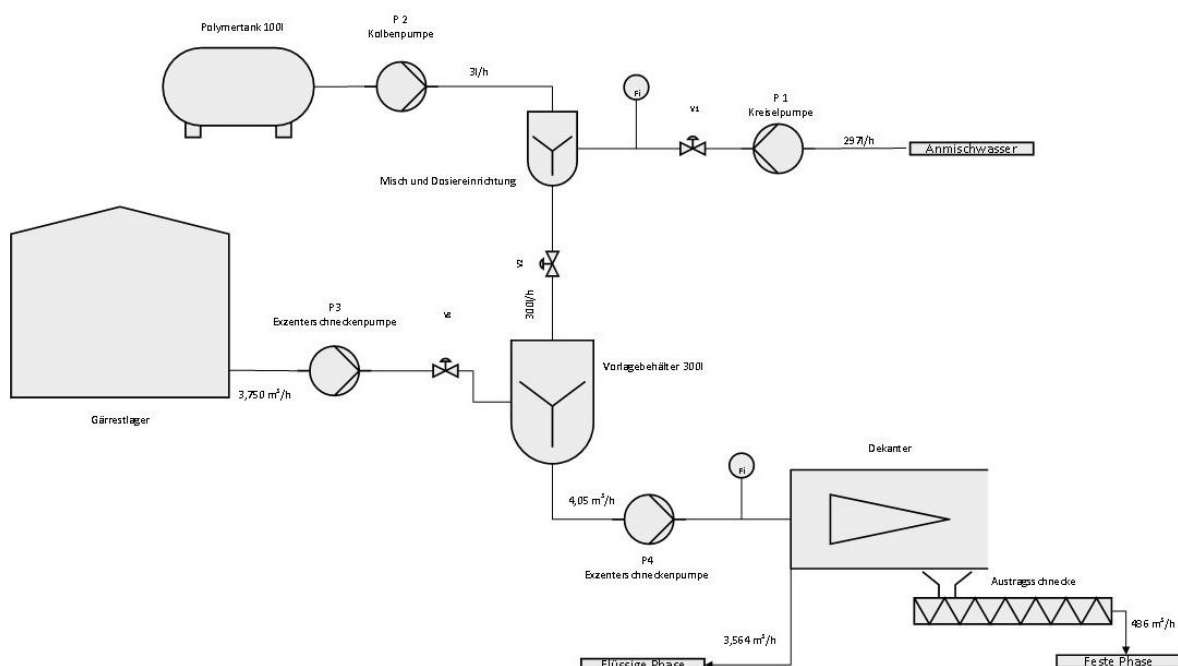 Polymertank 100l
P 2
Kolbenpumpe
3l/h
Fi
V1
P 1
Kreiselpumpe
297l/h
Anmischwasser
Misch und Dosiereinrichtung
V2
300l/h
P3
Exzenterschneckenpumpe
Vorlagebehälter 300l
3,750 m³/h
Gärrestlager
Dekanter
Fi
4,05 m³/h
P4
Exzenterschneckenpumpe
Austragsschnecke
3,564 m³/h
486 m³/h
Flüssige Phase
Feste Phase